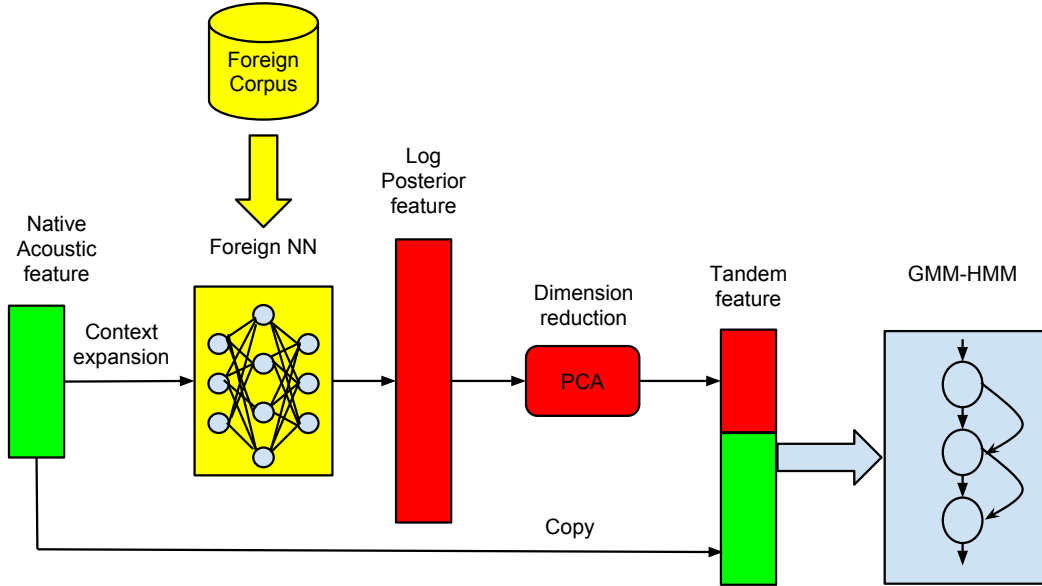 Foreign
Corpus
Log
Posterior
feature
Native
Acoustic
feature
Foreign NN
Context
expansion
Dimension
reduction
PCA
Tandem
feature
GMM-HMM
Copy